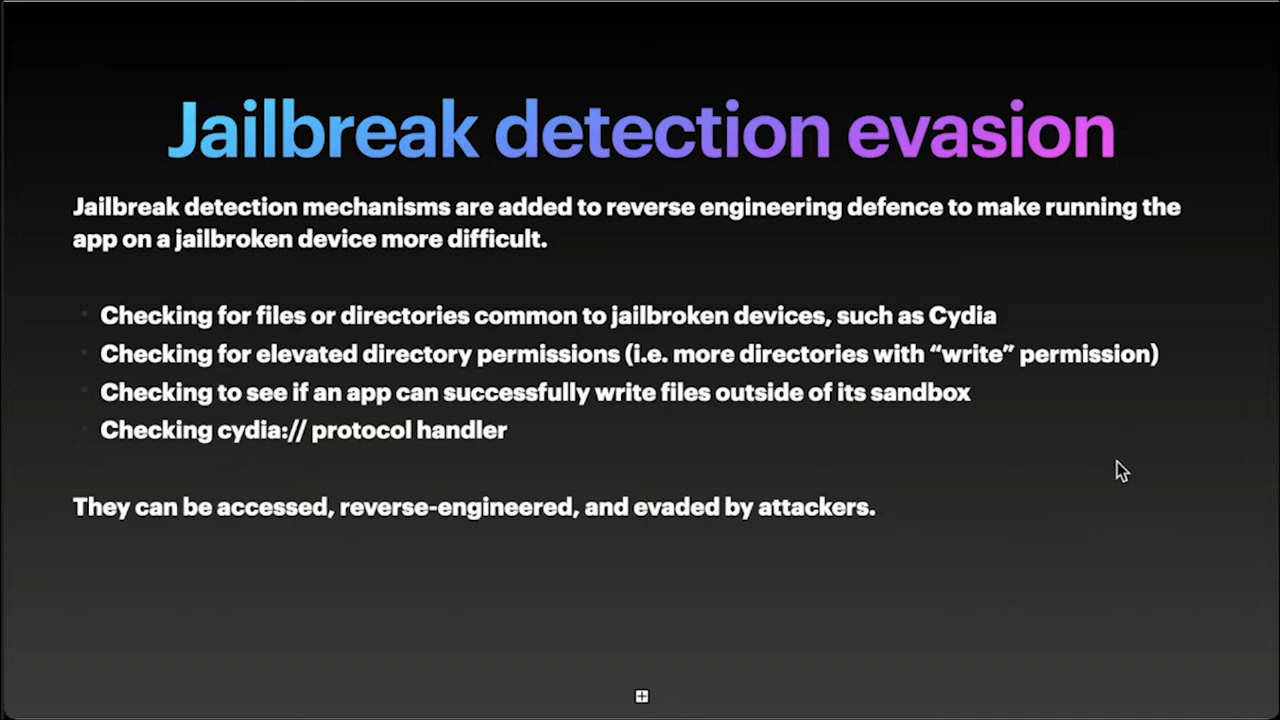 Jailbreak detection evasion
Jailbreak detection mechanisms are added to reverse engineering defence to make running the
app on a jailbroken device more difficult.
Checking for files or directories common to jailbroken devices, such as Cydia
Checking for elevated directory permissions (i.e. more directories with “write” permission)
Checking to see if an app can successfully write files outside of its sandbox
Checking cydia:// protocol handler
They can be accessed, reverse-engineered, and evaded by attackers.